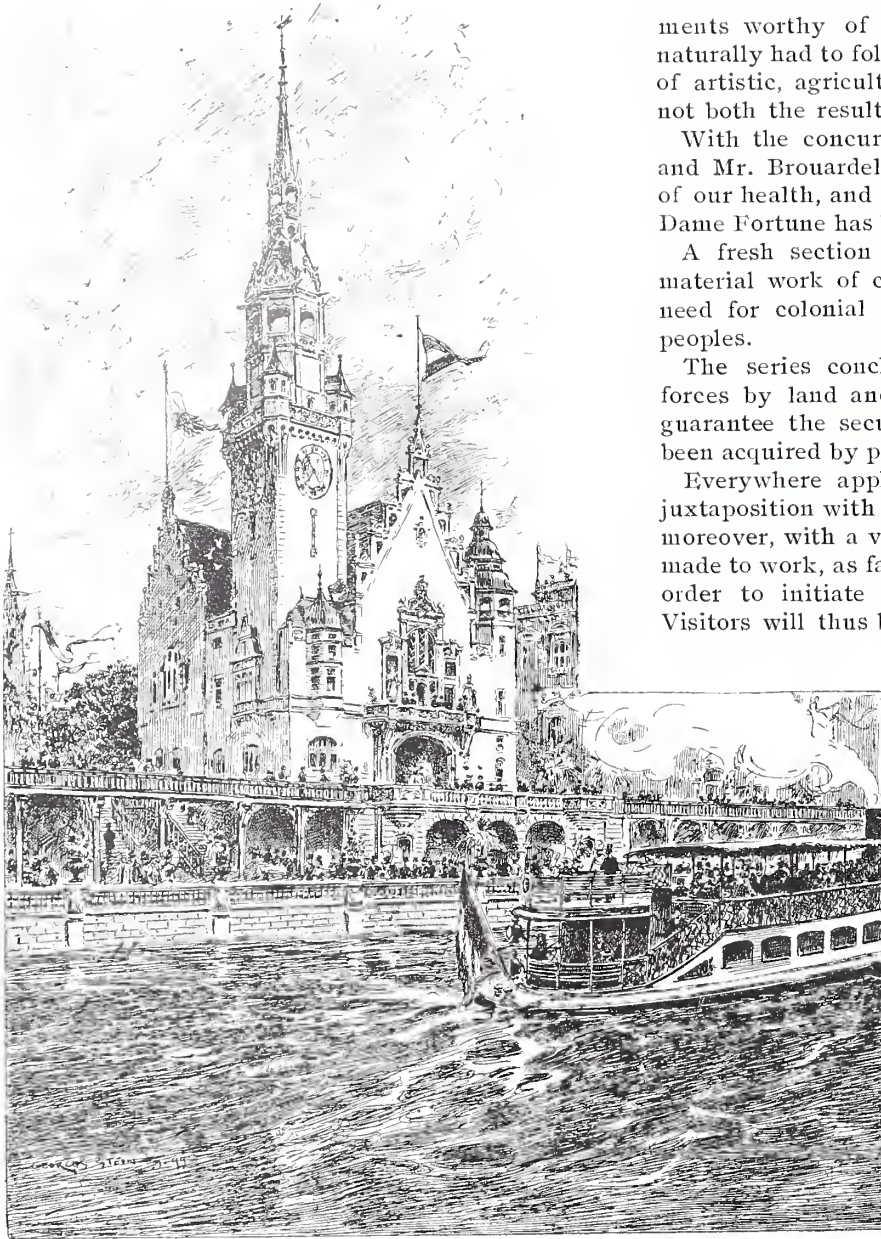 ments worthy of
naturally had to fol
of artistic, agricult
not both the result
With the concur
and Mr. Brouardel
of our health, and
Dame Fortune has
A fresh section
material work of c
need for colonial
peoples.
The series concl
forces by land and
guarantee the secu
been acquired by p
Everywhere appl
juxtaposition with
moreover, with a v
made to work, as fa
order to initiate
Visitors will thus b
GEORGES STEIN